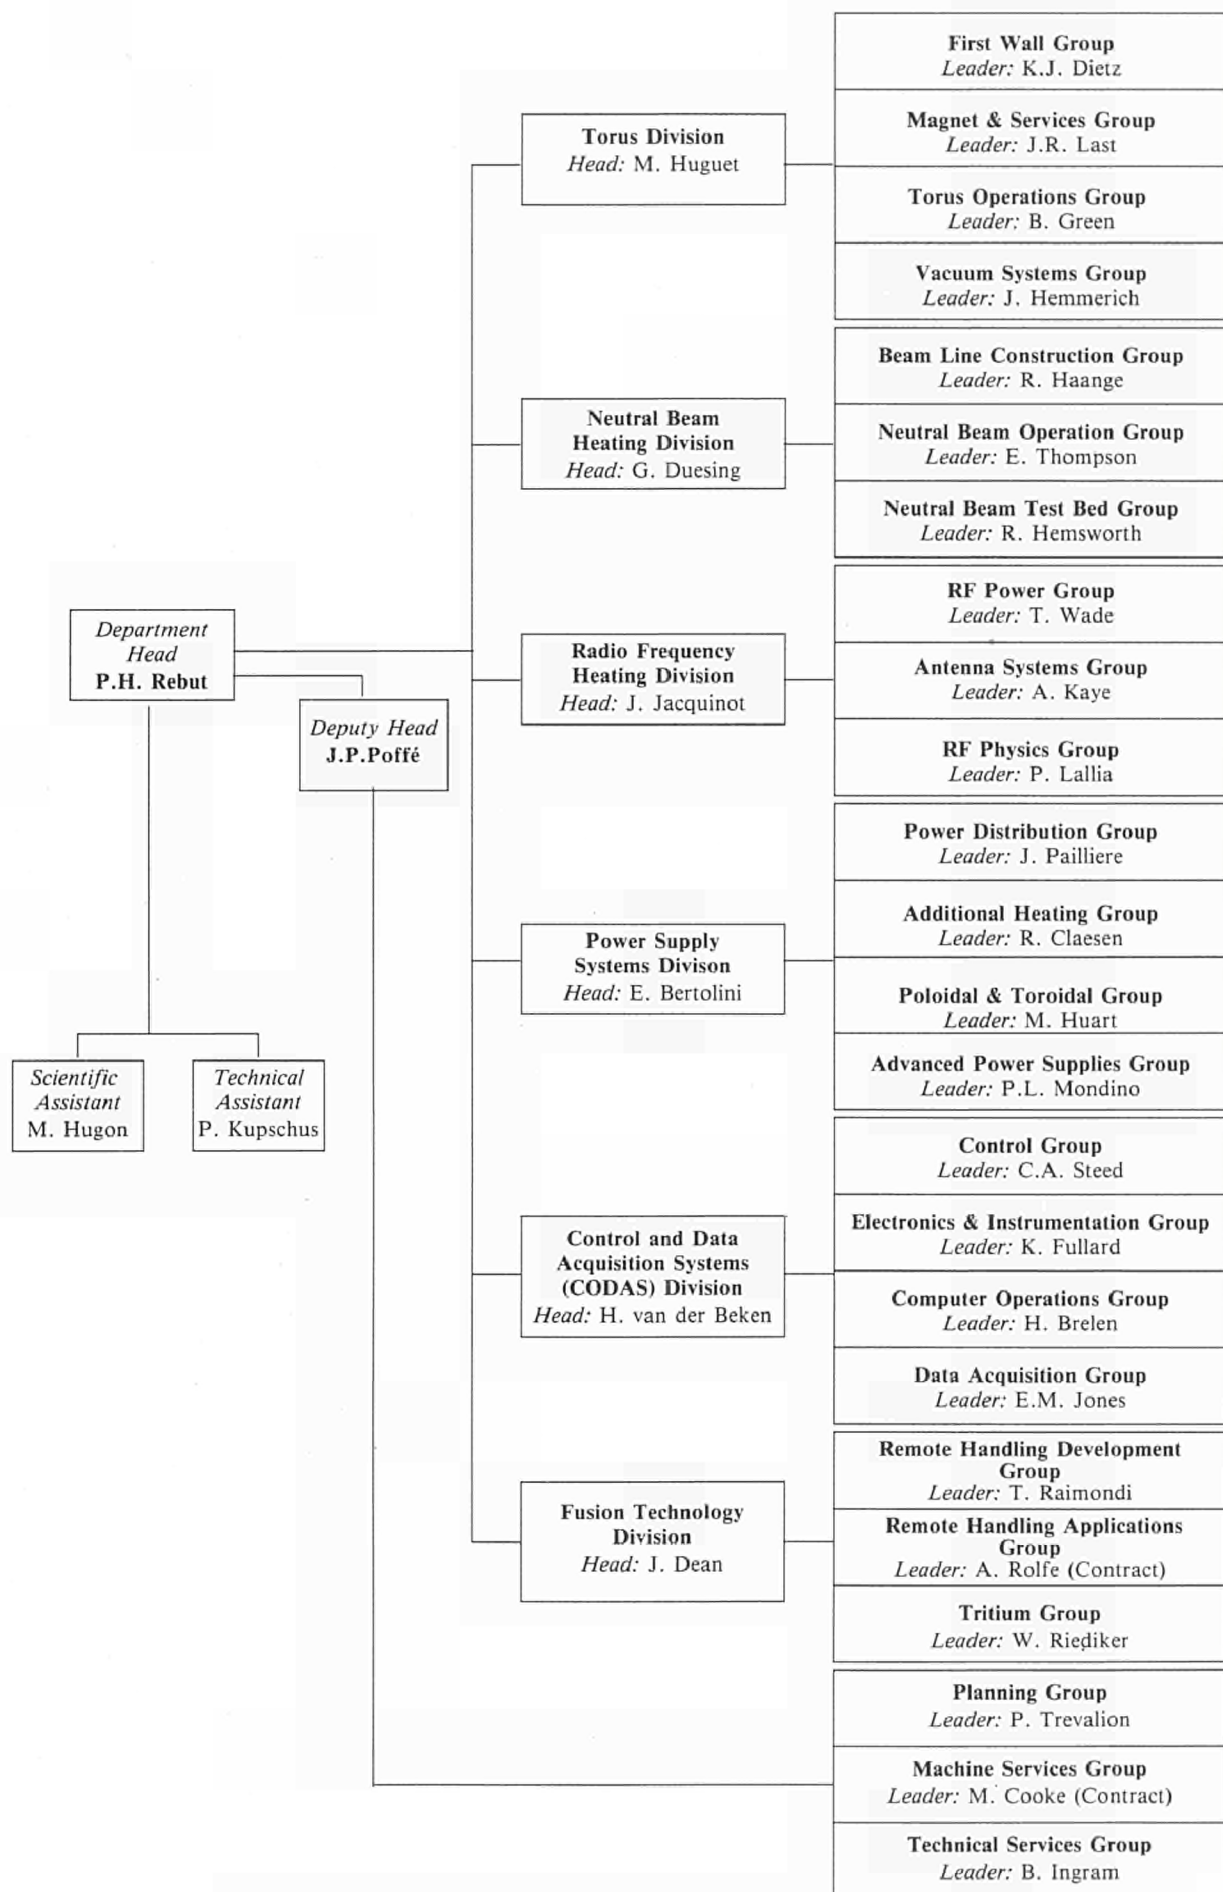 Department
Head
P.H. Rebut
Deputy Head
J.P.Poffé
Scientific
Assistant
M. Hugon
Technical
Assistant
P. Kupschus
Torus Division
Head: M. Huguet
First Wall Group
Leader: K.J. Dietz
Magnet & Services Group
Leader: J.R. Last
Torus Operations Group
Leader: B. Green
Vacuum Systems Group
Leader: J. Hemmerich
Neutral Beam
Heating Division
Head: G. Duesing
Beam Line Construction Group
Leader: R. Haange
Neutral Beam Operation Group
Leader: E. Thompson
Neutral Beam Test Bed Group
Leader: R. Hemsworth
Radio Frequency
Heating Division
Head: J. Jacquinot
RF Power Group
Leader: T. Wade
Antenna Systems Group
Leader: A. Kaye
RF Physics Group
Leader: P. Lallia
Power Supply
Systems Divison
Head: E. Bertolini
Power Distribution Group
Leader: J. Pailliere
Additional Heating Group
Leader: R. Claesen
Poloidal & Toroidal Group
Leader: M. Huart
Advanced Power Supplies Group
Leader: P.L. Mondino
Control and Data
Acquisition Systems
(CODAS) Division
Head: H. van der Beken
Control Group
Leader: C.A. Steed
Electronics & Instrumentation Group
Leader: K. Fullard
Computer Operations Group
Leader: H. Brelen
Data Acquisition Group
Leader: E.M. Jones
Fusion Technology
Division
Head: J. Dean
Remote Handling Development
Group
Leader: T. Raimondi
Remote Handling Applications
Group
Leader: A. Rolfe (Contract)
Tritium Group
Leader: W. Riediker
Planning Group
Leader: P. Trevalion
Machine Services Group
Leader: M. Cooke (Contract)
Technical Services Group
Leader: B. Ingram